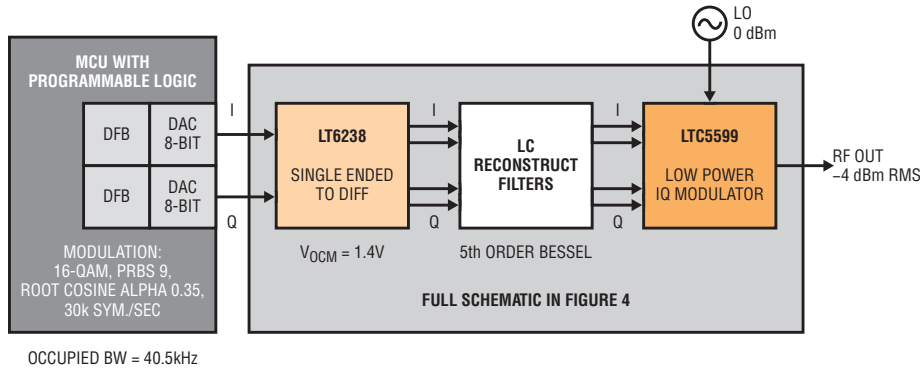 LO
0 dBm
MCU WITH
PROGRAMMABLE LOGIC
DFB
DAC
8-BIT
DFB
DAC
8-BIT
I
Q
MODULATION:
16-QAM, PRBS 9,
ROOT COSINE ALPHA 0.35,
30k SYM./SEC
OCCUPIED BW = 40.5kHz
LT6238
SINGLE ENDED
TO DIFF
VOCM = 1.4V
I
Q
LC
RECONSTRUCT
FILTERS
5th ORDER BESSEL
I
Q
LTC5599
LOW POWER
IQ MODULATOR
RF OUT
–4 dBm RMS
FULL SCHEMATIC IN FIGURE 4